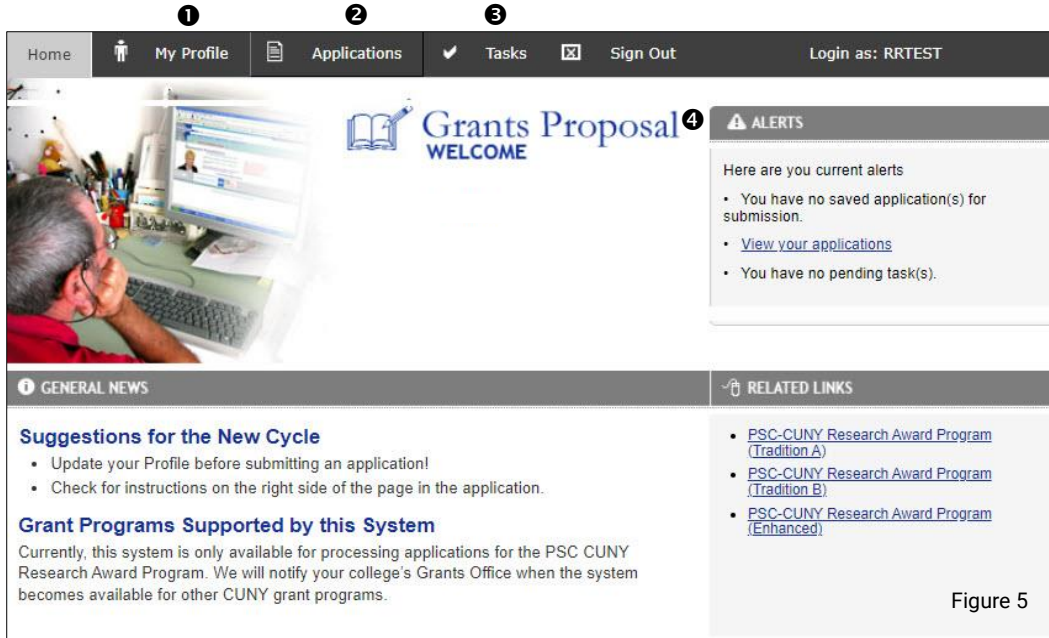 ❶ ❷ ❸
Home My Profile Applications Tasks Sign Out Login as: RRTEST
Grants Proposal
WELCOME
❹ ALERTS
Here are you current alerts
• You have no saved application(s) for
submission.
• View your applications
• You have no pending task(s).
GENERAL NEWS
Suggestions for the New Cycle
• Update your Profile before submitting an application!
• Check for instructions on the right side of the page in the application.
Grant Programs Supported by this System
Currently, this system is only available for processing applications for the PSC CUNY
Research Award Program. We will notify your college's Grants Office when the system
becomes available for other CUNY grant programs.
RELATED LINKS
• PSC-CUNY Research Award Program
(Tradition A)
• PSC-CUNY Research Award Program
(Tradition B)
• PSC-CUNY Research Award Program
(Enhanced)
Figure 5